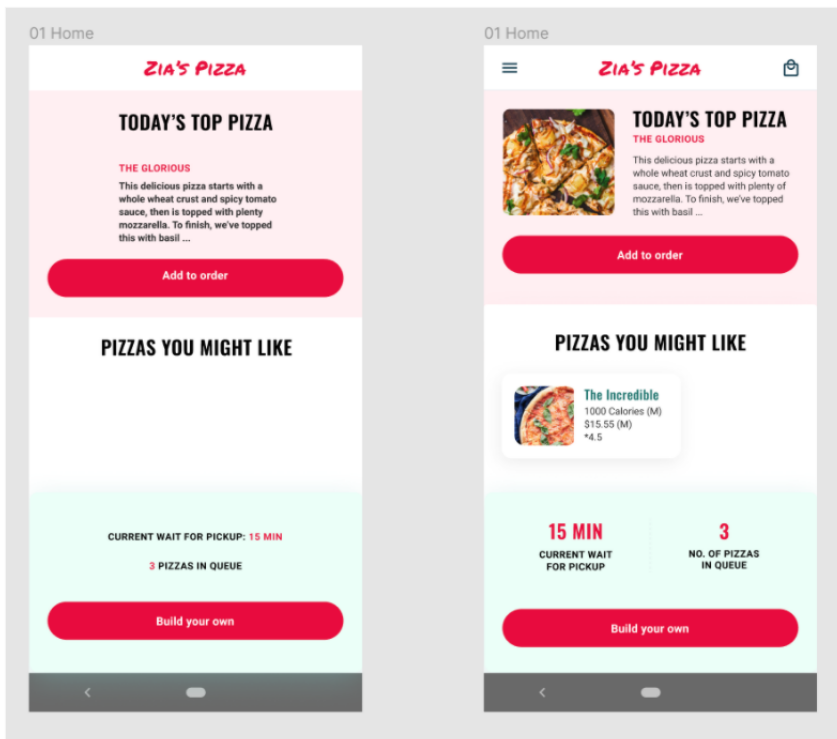 01 Home
ZIA'S PIZZA
TODAY'S TOP PIZZA
THE GLORIOUS
This delicious pizza starts with a
whole wheat crust and spicy tomato
sauce, then is topped with plenty
mozzarella. To finish, we've topped
this with basil ...
Add to order
PIZZAS YOU MIGHT LIKE
CURRENT WAIT FOR PICKUP: 15 MIN
3 PIZZAS IN QUEUE
Build your own
01 Home
ZIA'S PIZZA
TODAY'S TOP PIZZA
THE GLORIOUS
This delicious pizza starts with a
whole wheat crust and spicy tomato
sauce, then is topped with plenty of
mozzarella. To finish, we've topped
this with basil ...
Add to order
PIZZAS YOU MIGHT LIKE
The Incredible
1000 Calories (M)
$15.55 (M)
*4.5
15 MIN
CURRENT WAIT
FOR PICKUP
3
NO. OF PIZZAS
IN QUEUE
Build your own